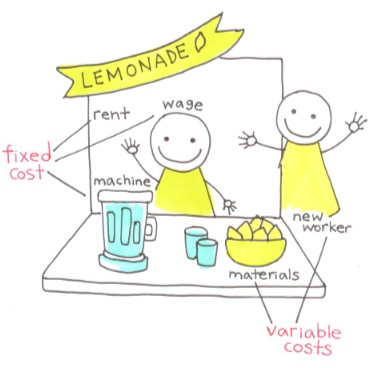 LEMONADE
rent
wage
fixed
cost
machine
new
worker
materials
variable
costs